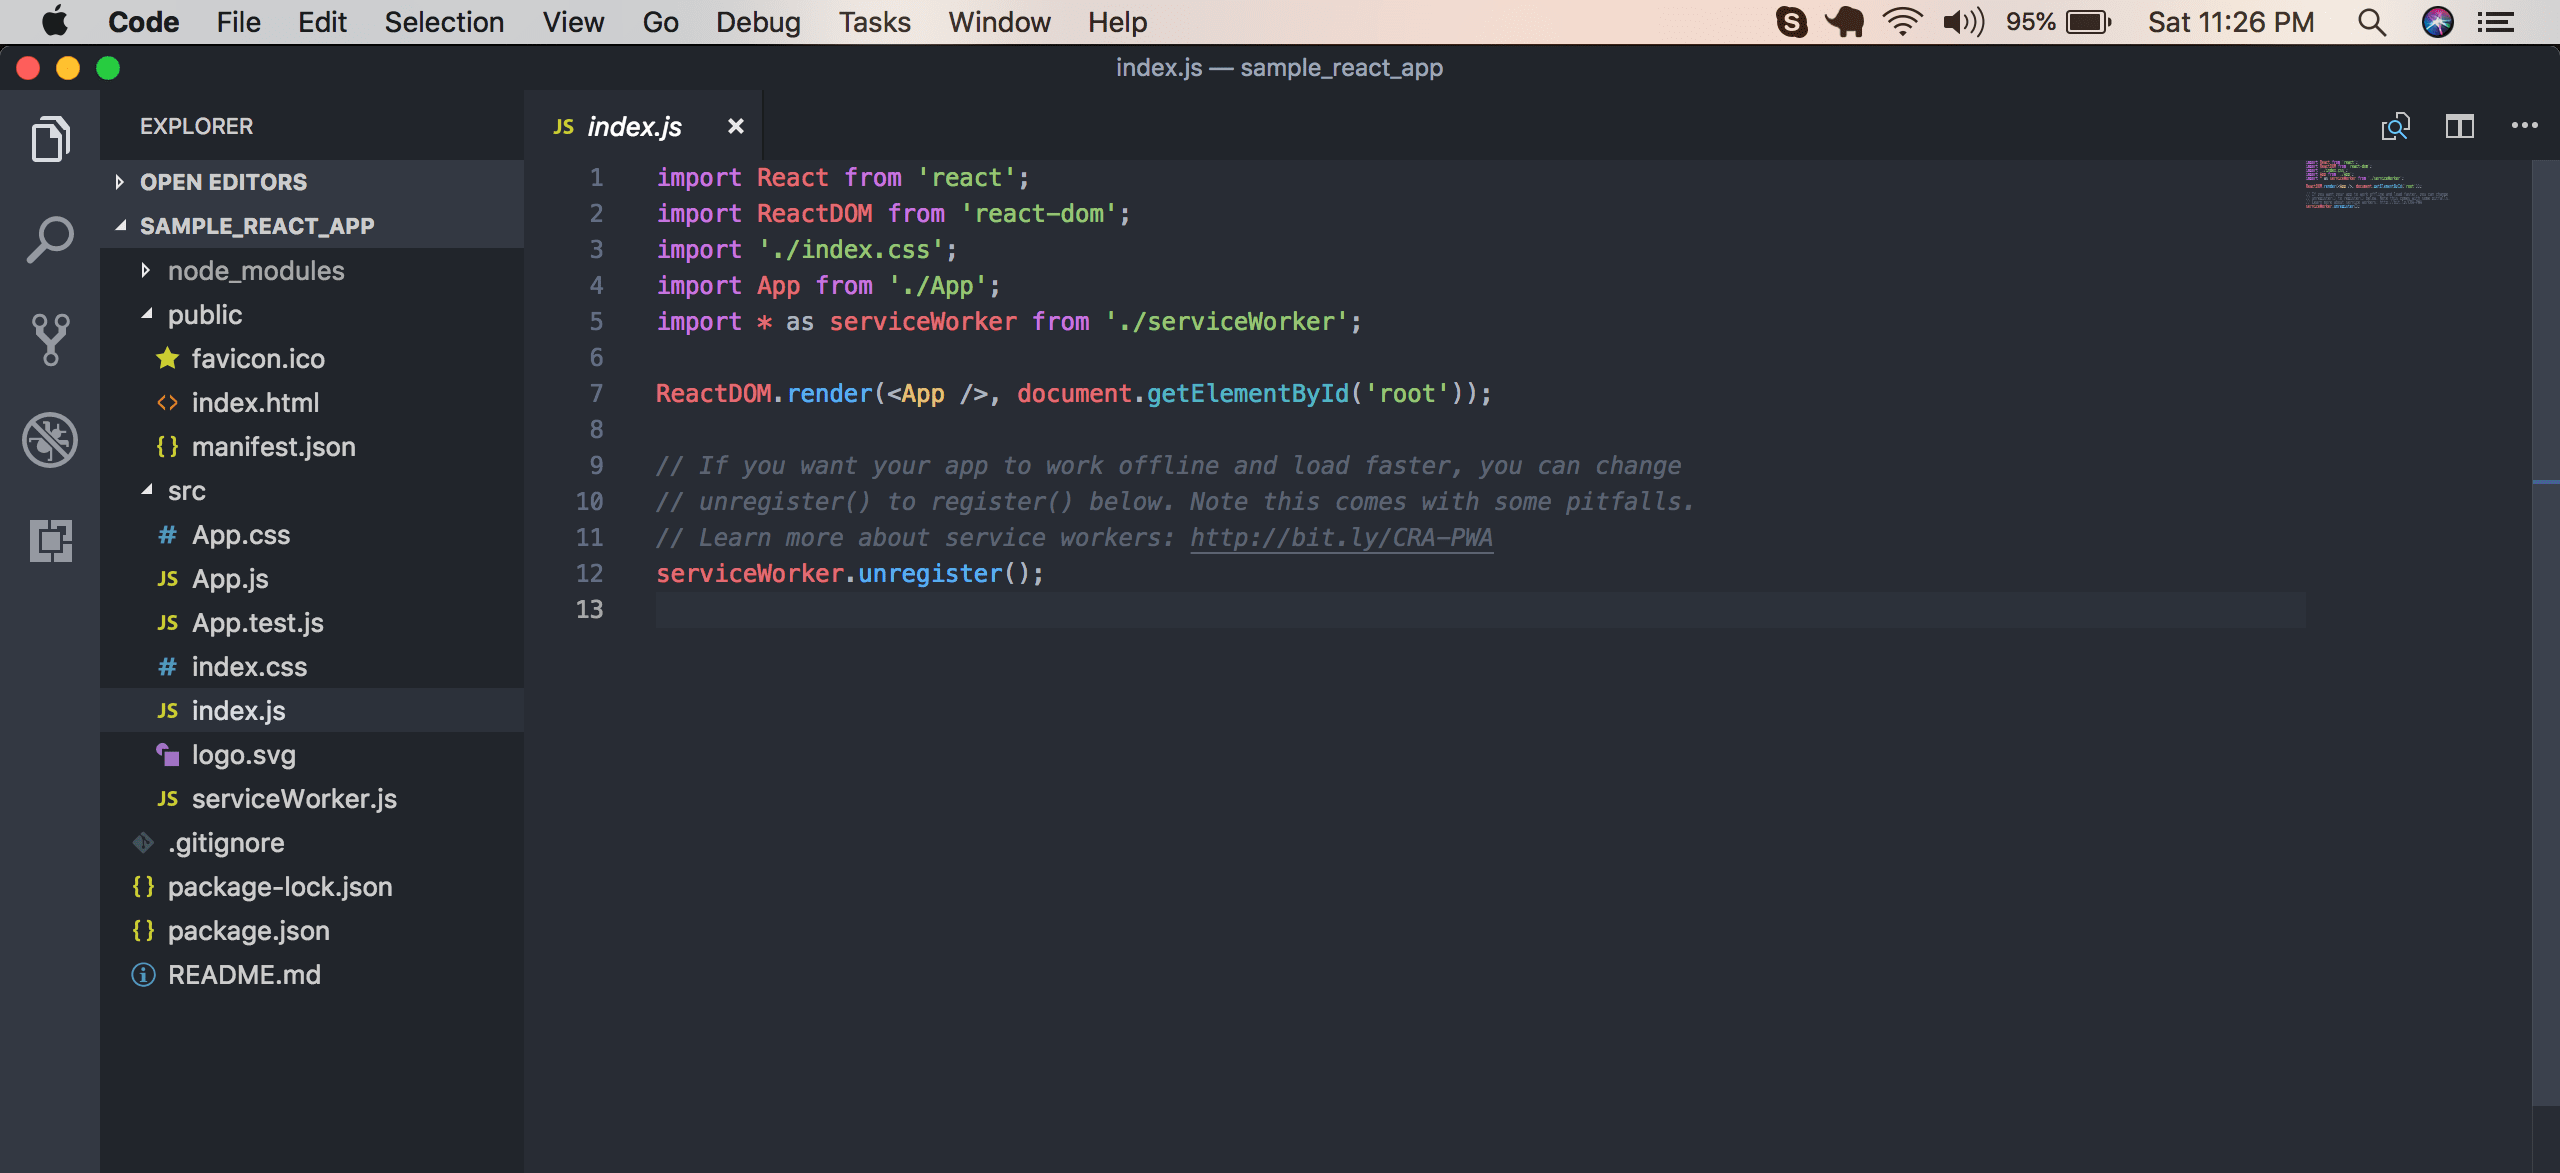 Code File Edit Selection View Go Debug Tasks Window Help 95% Sat 11:26 PM
index.js — sample_react_app
EXPLORER
OPEN EDITORS
SAMPLE_REACT_APP
node_modules
public
favicon.ico
<> index.html
{} manifest.json
src
# App.css
JS App.js
JS App.test.js
# index.css
JS index.js
logo.svg
JS serviceWorker.js
.gitignore
{} package-lock.json
{} package.json
README.md
JS index.js ×
1 import React from 'react';
2 import ReactDOM from 'react-dom';
3 import './index.css';
4 import App from './App';
5 import * as serviceWorker from './serviceWorker';
6
7 ReactDOM.render(<App />, document.getElementById('root'));
8
9 // If you want your app to work offline and load faster, you can change
10 // unregister() to register() below. Note this comes with some pitfalls.
11 // Learn more about service workers: http://bit.ly/CRA-PWA
12 serviceWorker.unregister();
13